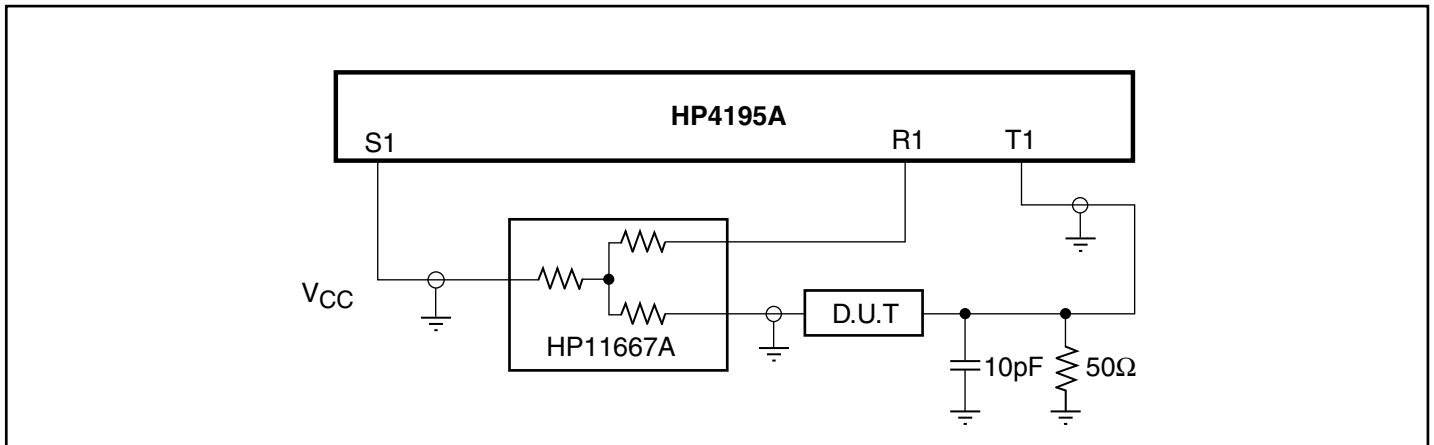 HP4195A
S1
R1
T1
VCC
HP11667A
D.U.T
10pF
50Ω